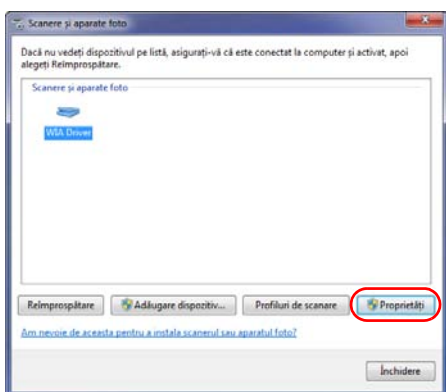 Scanere și aparate foto
Dacă nu vedeți dispozitivul pe listă, asigurați-vă că este conectat la computer și activat, apoi
alegeți Reîmprospătare.
Scanere și aparate foto
WIA Driver
Reîmprospătare Adăugare dispozitiv... Profiluri de scanare Proprietăți
Am nevoie de aceasta pentru a instala scanerul sau aparatul foto?
Închidere